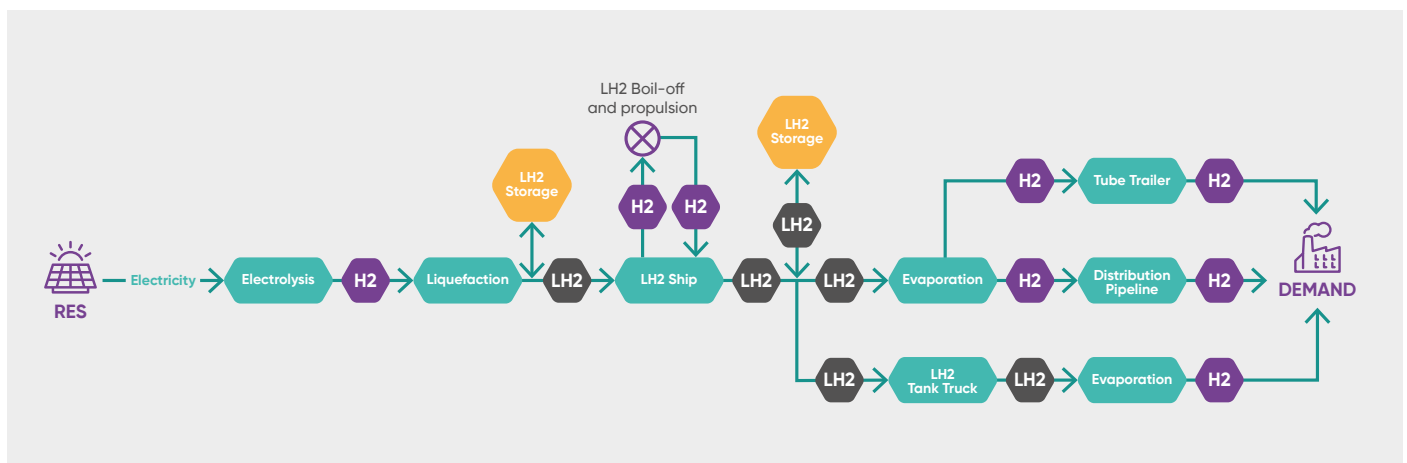 LH2 Boil-off
and propulsion
LH2
Storage
LH2
Storage
H2
H2
LH2
H2
Tube Trailer
H2
RES
Electricity
Electrolysis
H2
Liquefaction
LH2
LH2 Ship
LH2
LH2
Evaporation
H2
Distribution
Pipeline
H2
DEMAND
LH2
LH2
Tank Truck
LH2
Evaporation
H2